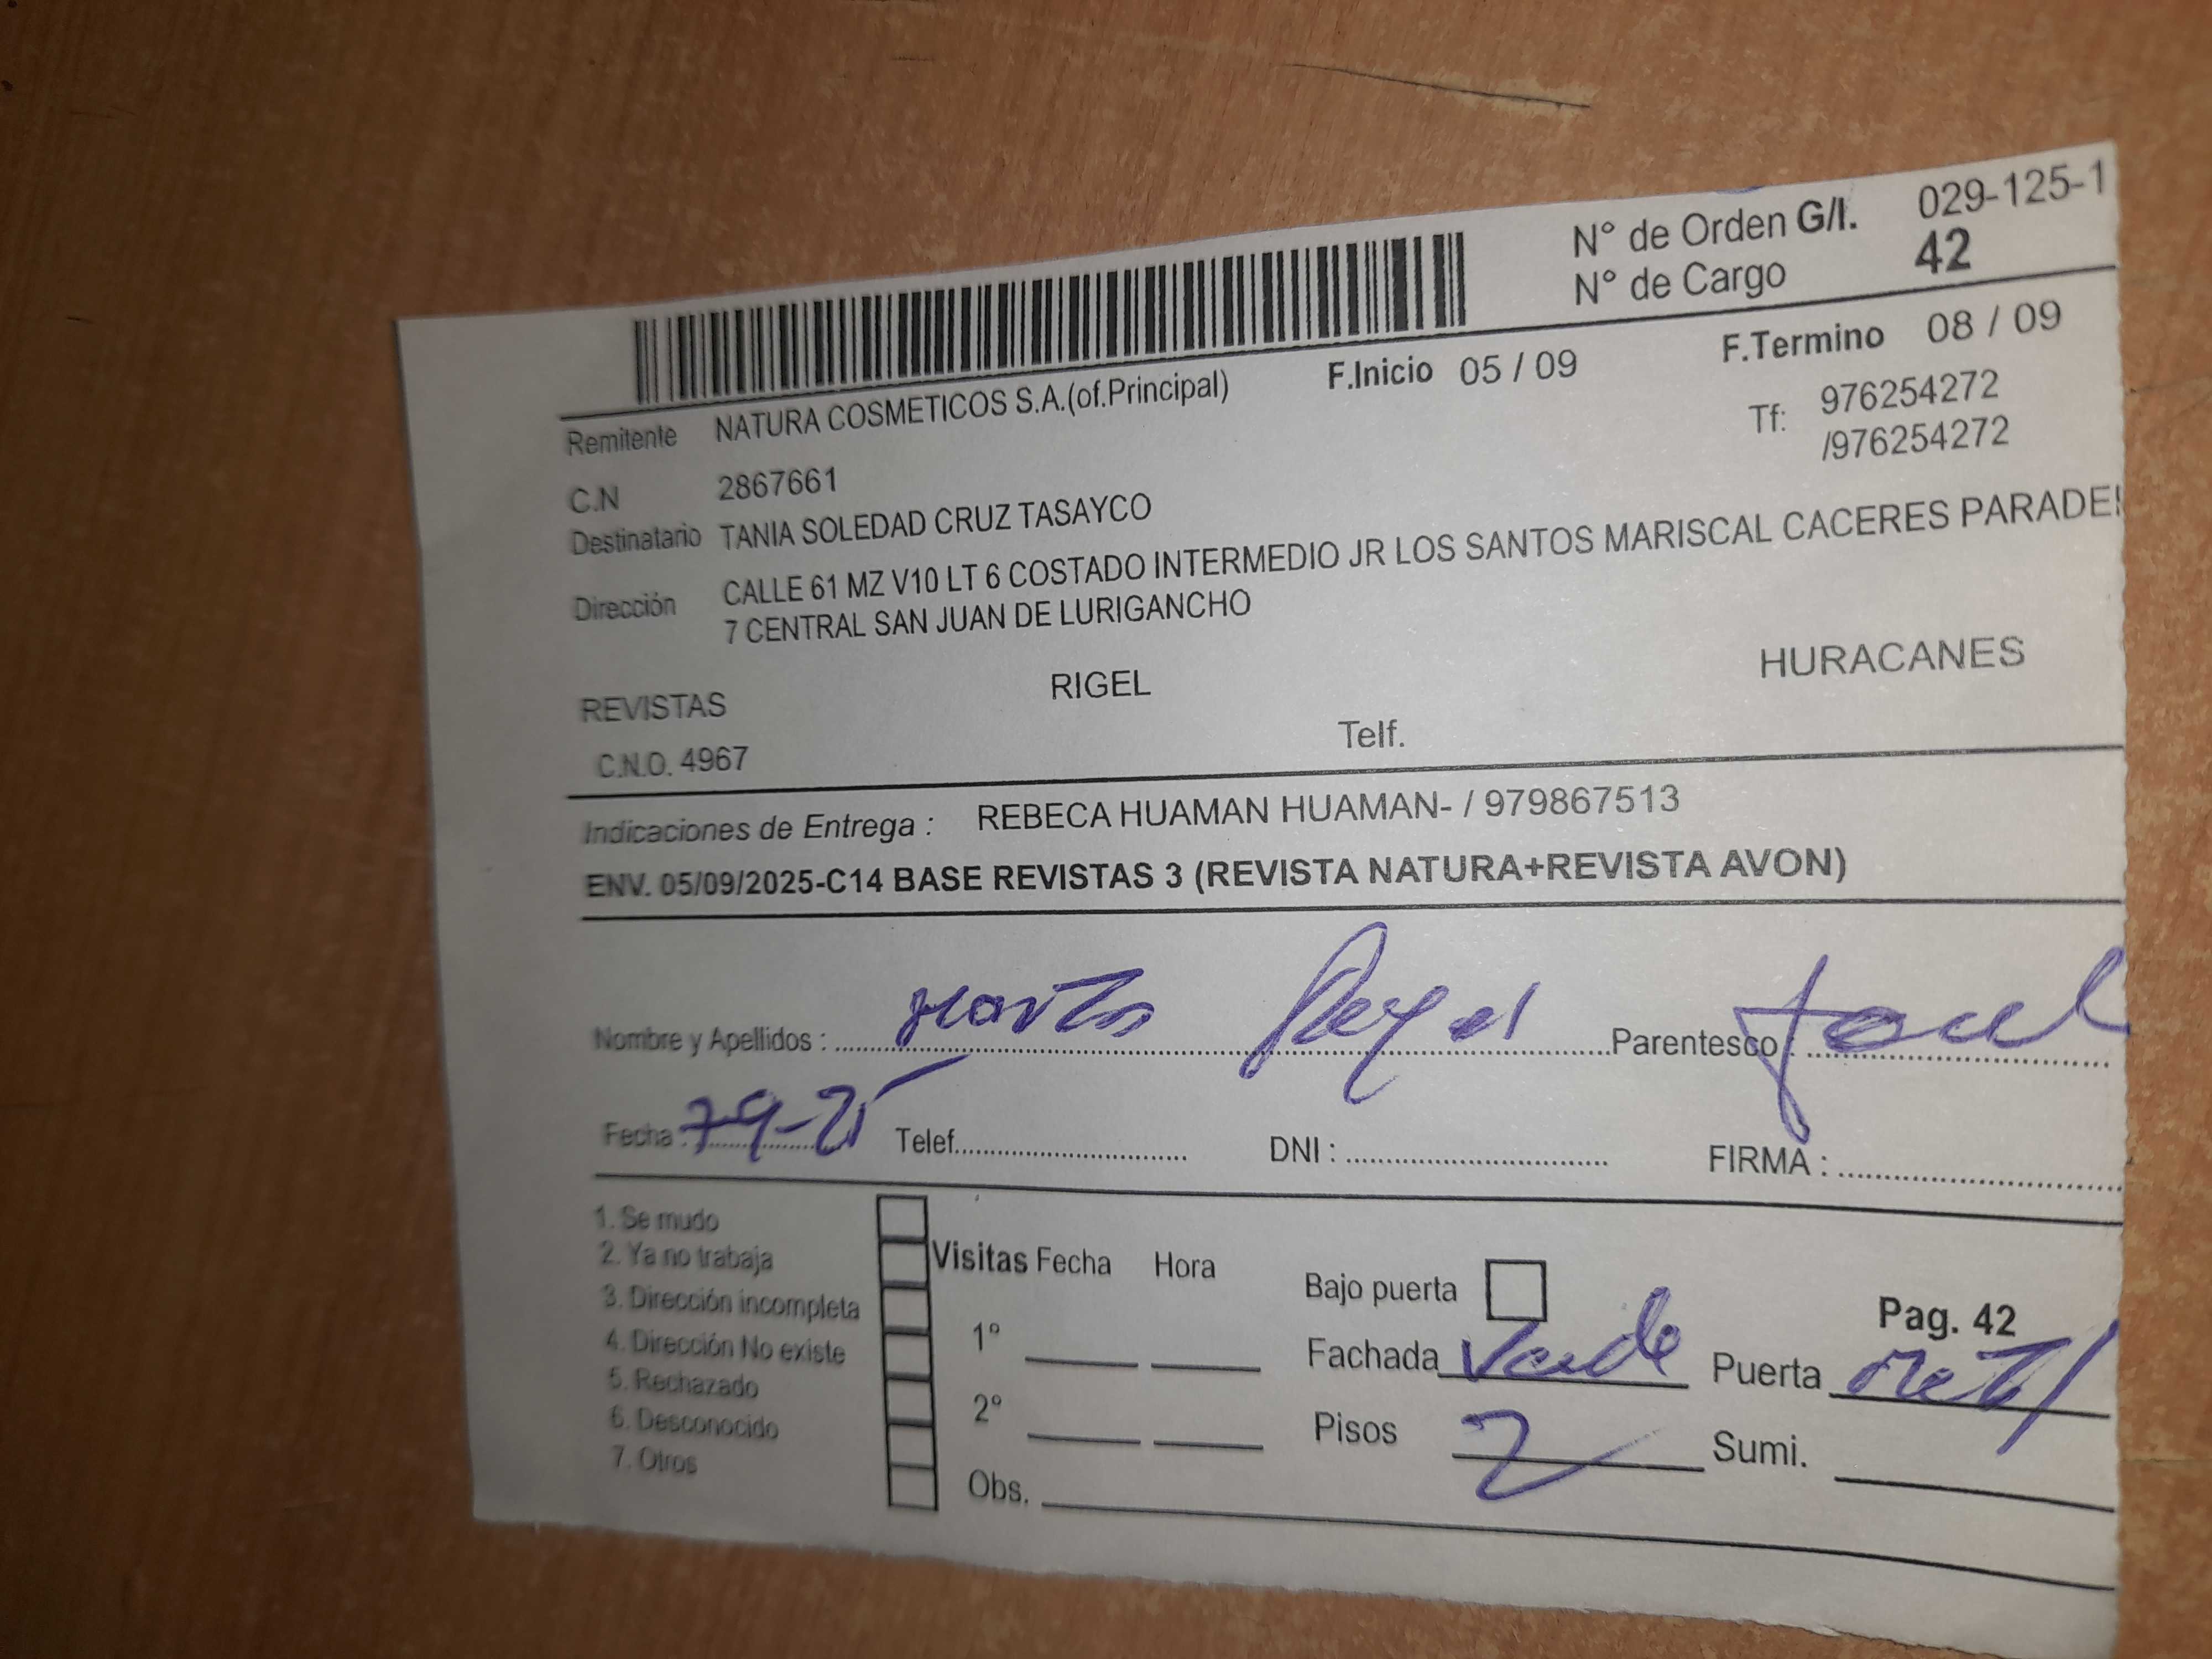 N° de Orden G/I. 029-125-1
N° de Cargo 42
F.Inicio 05 / 09 F.Termino 08 / 09
Remitente NATURA COSMETICOS S.A.(of.Principal) Tf: 976254272
/976254272
C.N 2867661
Destinatario TANIA SOLEDAD CRUZ TASAYCO
Dirección CALLE 61 MZ V10 LT 6 COSTADO INTERMEDIO JR LOS SANTOS MARISCAL CACERES PARADE
7 CENTRAL SAN JUAN DE LURIGANCHO
REVISTAS RIGEL HURACANES
C.N.O. 4967 Telf.
Indicaciones de Entrega : REBECA HUAMAN HUAMAN- / 979867513
ENV. 05/09/2025-C14 BASE REVISTAS 3 (REVISTA NATURA+REVISTA AVON)
Nombre y Apellidos : Parentesco :
Fecha : 7-9-25 Telef. DNI : FIRMA :
1. Se mudo
2. Ya no trabaja
3. Dirección incompleta
4. Dirección No existe
5. Rechazado
6. Desconocido
7. Otros
Visitas Fecha Hora
1°
2°
Obs.
Bajo puerta Pag. 42
Fachada Verde Puerta Metal
Pisos 2 Sumi.